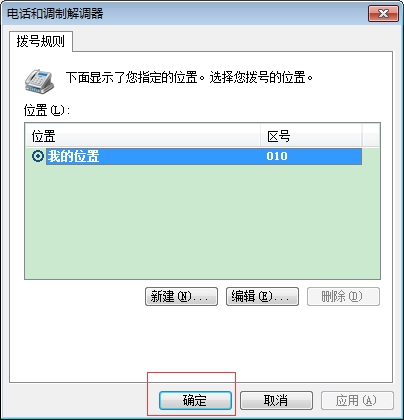 电话和调制解调器
拨号规则
下面显示了您指定的位置。选择您拨号的位置。
位置(L):
位置 区号
我的位置 010
新建(N)... 编辑(E)... 删除(D)
确定 取消 应用(A)